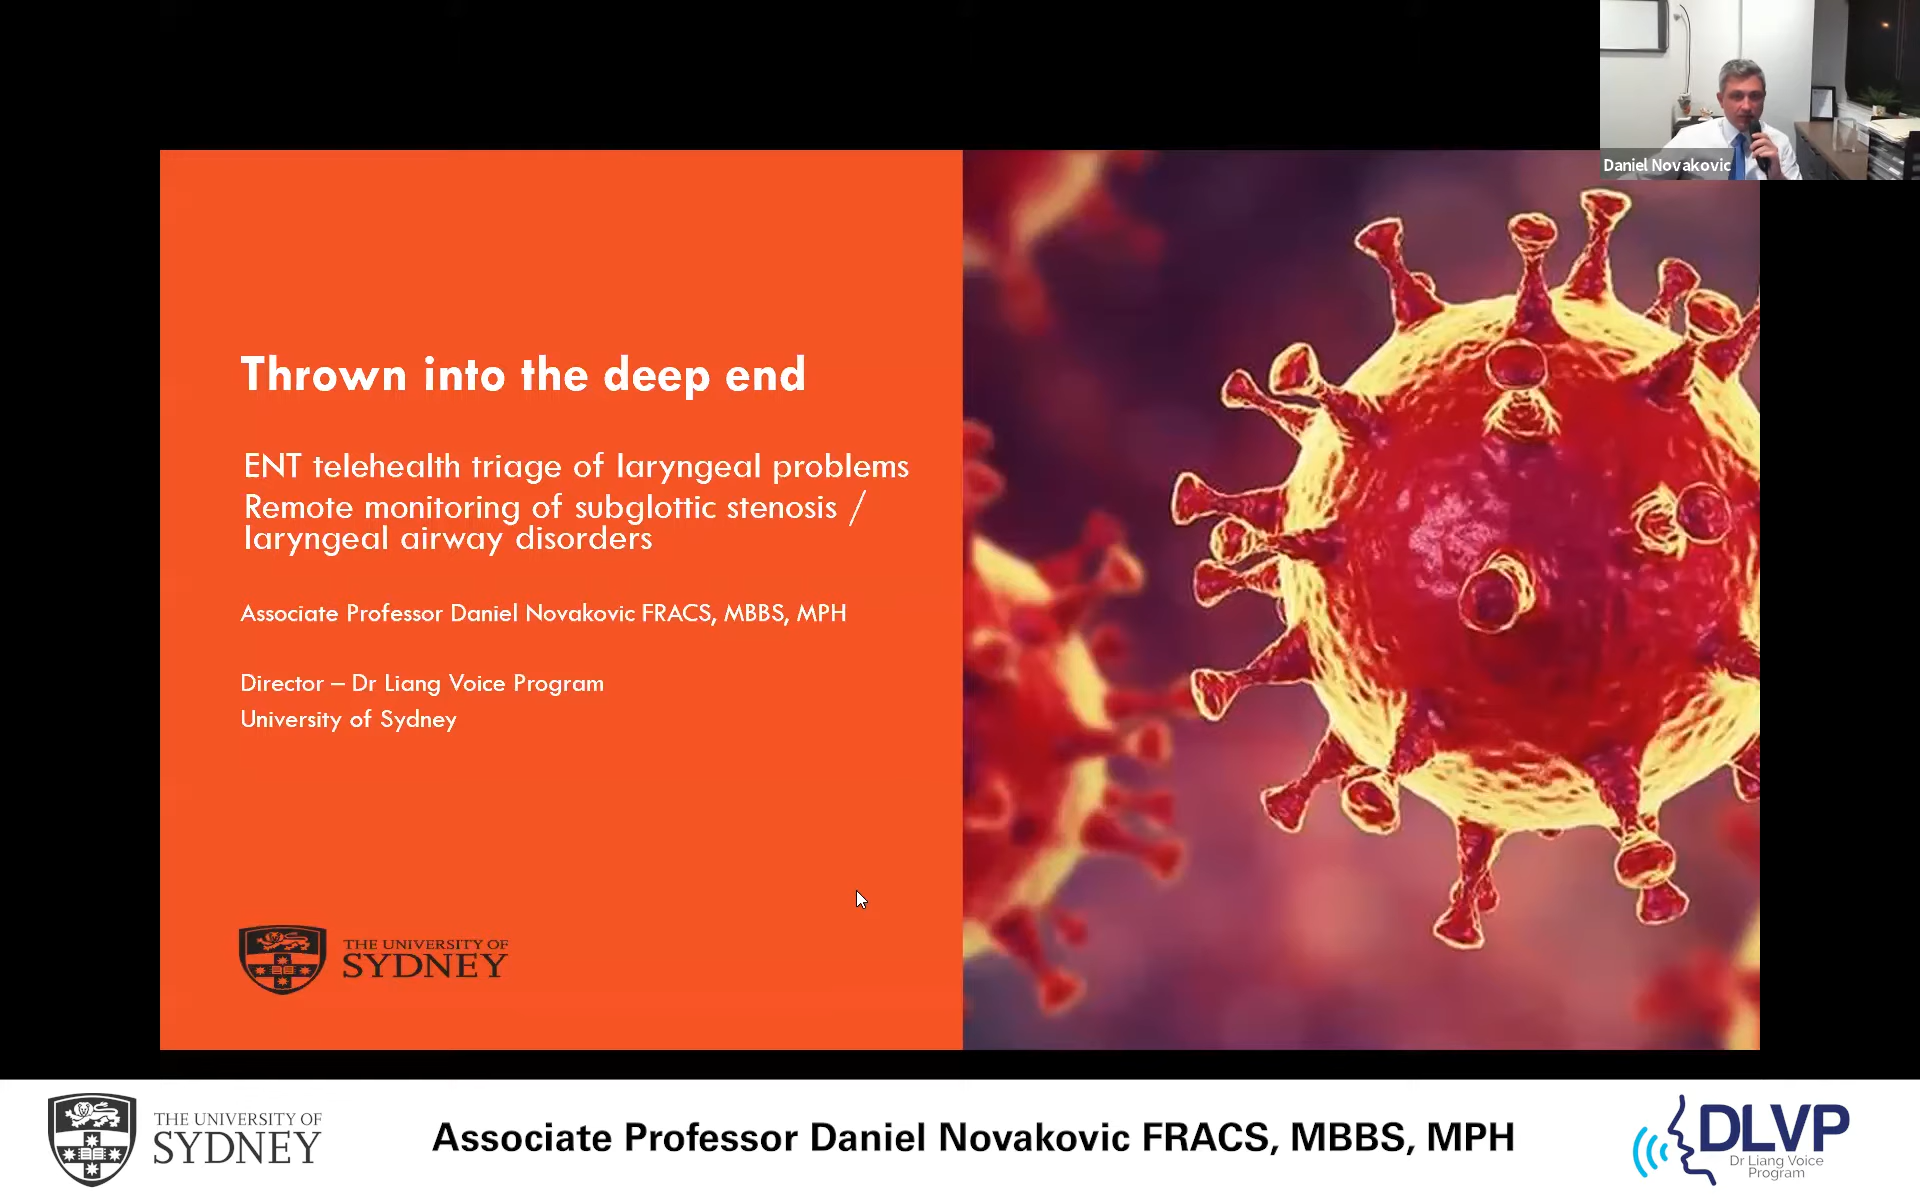 Daniel Novakovic
Thrown into the deep end
ENT telehealth triage of laryngeal problems
Remote monitoring of subglottic stenosis /
laryngeal airway disorders
Associate Professor Daniel Novakovic FRACS, MBBS, MPH
Director – Dr Liang Voice Program
University of Sydney
THE UNIVERSITY OF
SYDNEY
THE UNIVERSITY OF
SYDNEY
Associate Professor Daniel Novakovic FRACS, MBBS, MPH
DLVP
Dr Liang Voice
Program